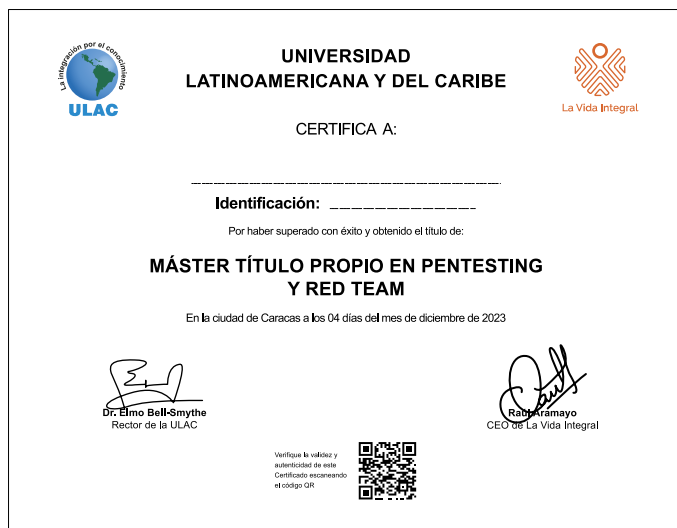 La integración por el conocimiento
ULAC
UNIVERSIDAD
LATINOAMERICANA Y DEL CARIBE
La Vida Integral
CERTIFICA A:
Identificación:
Por haber superado con éxito y obtenido el título de:
MÁSTER TÍTULO PROPIO EN PENTESTING
Y RED TEAM
En la ciudad de Caracas a los 04 días del mes de diciembre de 2023
Dr. Elmo Bell-Smythe
Rector de la ULAC
Raúl Aramayo
CEO de La Vida Integral
Verifique la validez y
autenticidad de este
Certificado escaneando
el código QR